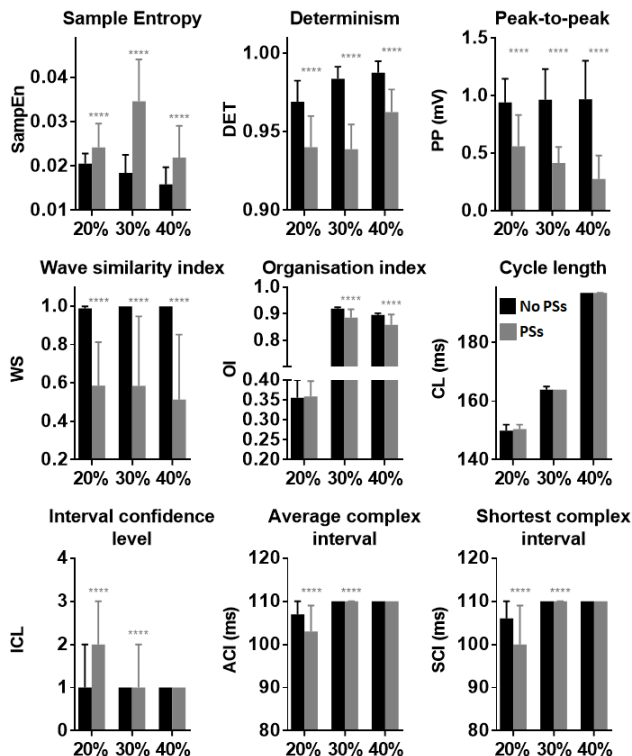 Sample Entropy
SampEn
0.04
0.03
0.02
0.01
****
****
****
20% 30% 40%
Determinism
DET
1.00
0.95
0.90
****
****
****
20% 30% 40%
Peak-to-peak
PP (mV)
1.5
1.0
0.5
0.0
****
****
****
20% 30% 40%
Wave similarity index
WS
1.0
0.8
0.6
0.4
0.2
****
****
****
20% 30% 40%
Organisation index
OI
1.0
0.9
0.8
0.40
0.35
0.30
0.25
0.20
****
****
20% 30% 40%
Cycle length
CL (ms)
180
160
140
No PSs
PSs
20% 30% 40%
Interval confidence
level
ICL
4
3
2
1
0
****
****
20% 30% 40%
Average complex
interval
ACI (ms)
120
110
100
90
80
****
****
20% 30% 40%
Shortest complex
interval
SCI (ms)
120
110
100
90
80
****
****
20% 30% 40%